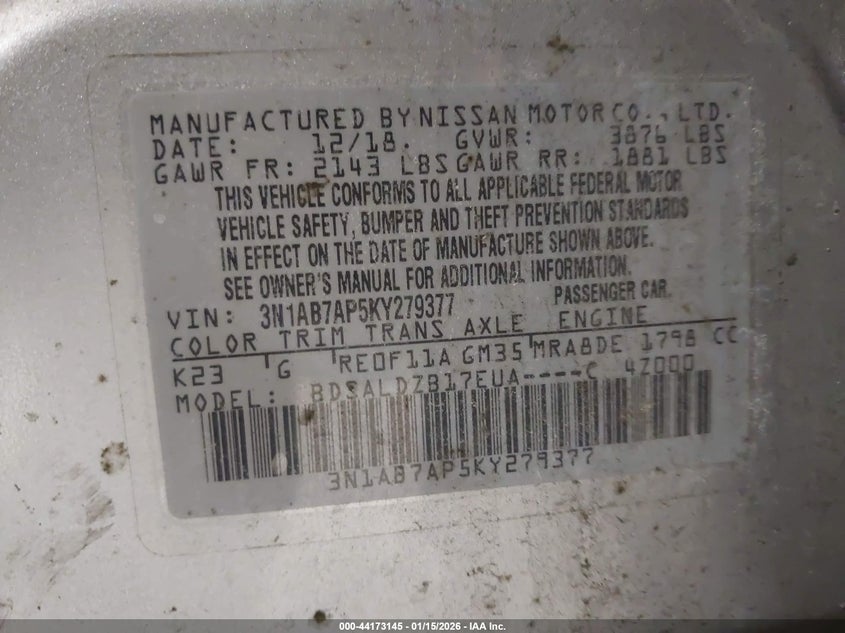 MANUFACTURED BY NISSAN MOTOR CO., LTD.
DATE: 12/18. GVWR: 3876 LBS
GAWR FR: 2143 LBS GAWR RR: 1881 LBS
THIS VEHICLE CONFORMS TO ALL APPLICABLE FEDERAL MOTOR
VEHICLE SAFETY, BUMPER AND THEFT PREVENTION STANDARDS
IN EFFECT ON THE DATE OF MANUFACTURE SHOWN ABOVE.
SEE OWNER'S MANUAL FOR ADDITIONAL INFORMATION.
VIN: 3N1AB7AP5KY279377 PASSENGER CAR.
COLOR TRIM TRANS AXLE ENGINE
K23 G RE0F11A GM35 MRA8DE 1798 CC
MODEL: BDSALDZB17EUA----C 4Z000
3N1AB7AP5KY279377
000-44173145 - 01/15/2026 - IAA Inc.